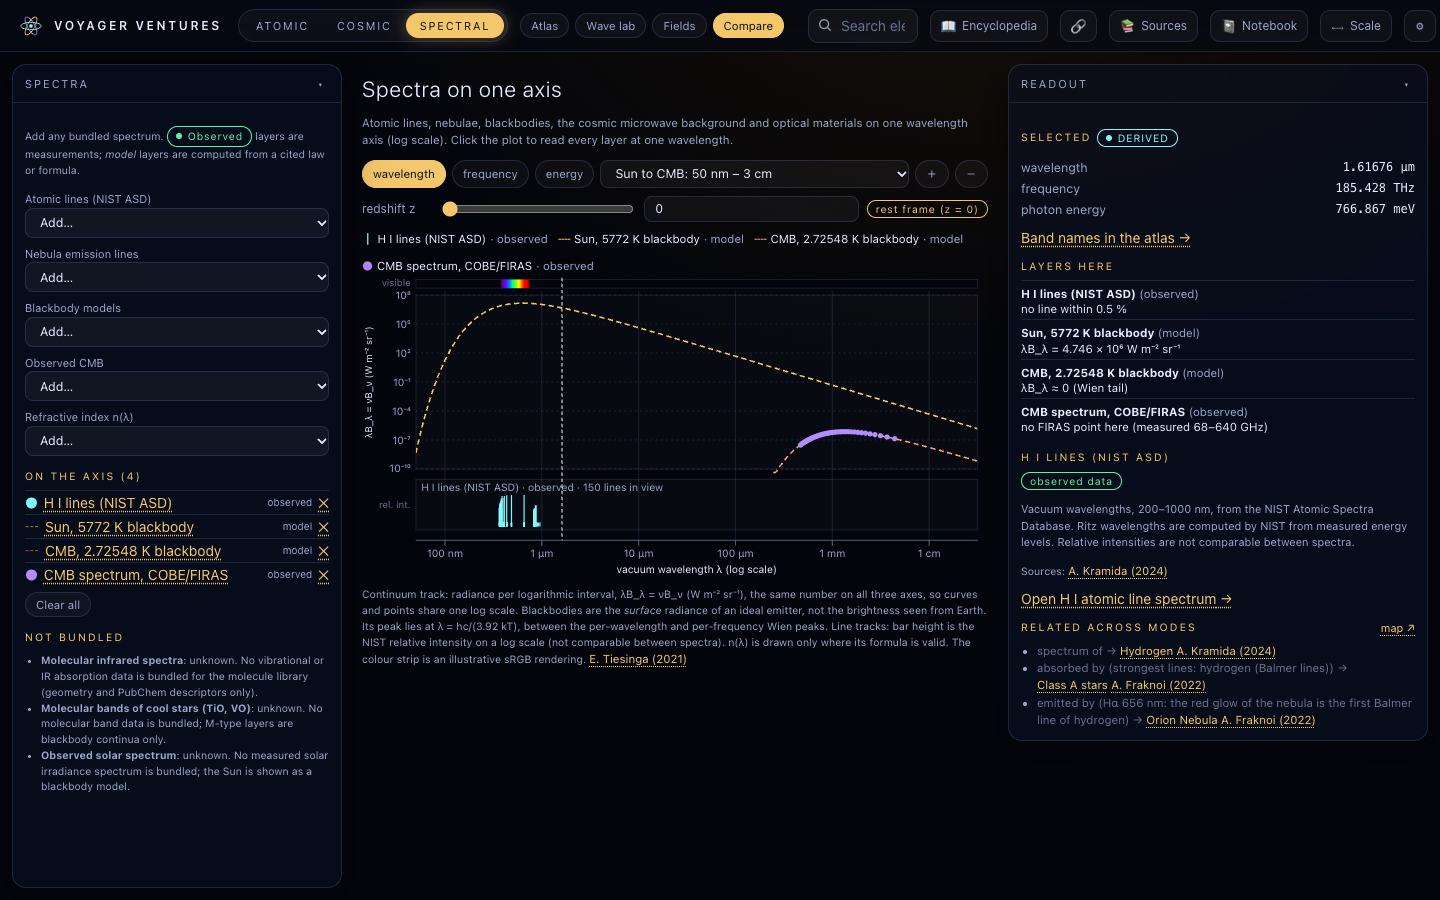 VOYAGER VENTURES
ATOMIC COSMIC SPECTRAL
Atlas Wave lab Fields Compare
Search ele
Encyclopedia
Sources
Notebook
Scale
SPECTRA
Add any bundled spectrum. Observed layers are
measurements; model layers are computed from a cited law
or formula.
Atomic lines (NIST ASD)
Add...
Nebula emission lines
Add...
Blackbody models
Add...
Observed CMB
Add...
Refractive index n(λ)
Add...
ON THE AXIS (4)
H I lines (NIST ASD) observed
Sun, 5772 K blackbody model
CMB, 2.72548 K blackbody model
CMB spectrum, COBE/FIRAS observed
Clear all
NOT BUNDLED
• Molecular infrared spectra: unknown. No vibrational or
IR absorption data is bundled for the molecule library
(geometry and PubChem descriptors only).
• Molecular bands of cool stars (TiO, VO): unknown. No
molecular band data is bundled; M-type layers are
blackbody continua only.
• Observed solar spectrum: unknown. No measured solar
irradiance spectrum is bundled; the Sun is shown as a
blackbody model.
Spectra on one axis
Atomic lines, nebulae, blackbodies, the cosmic microwave background and optical materials on one wavelength
axis (log scale). Click the plot to read every layer at one wavelength.
wavelength frequency energy Sun to CMB: 50 nm – 3 cm + −
redshift z 0 rest frame (z = 0)
H I lines (NIST ASD) · observed Sun, 5772 K blackbody · model CMB, 2.72548 K blackbody · model
CMB spectrum, COBE/FIRAS · observed
visible
10⁸
10⁵
10²
10⁻¹
10⁻⁴
10⁻⁷
10⁻¹⁰
λB_λ = νB_ν (W m⁻² sr⁻¹)
H I lines (NIST ASD) · observed · 150 lines in view
rel. int.
100 nm 1 µm 10 µm 100 µm 1 mm 1 cm
vacuum wavelength λ (log scale)
Continuum track: radiance per logarithmic interval, λB_λ = νB_ν (W m⁻² sr⁻¹), the same number on all three axes, so curves
and points share one log scale. Blackbodies are the surface radiance of an ideal emitter, not the brightness seen from Earth.
Its peak lies at λ = hc/(3.92 kT), between the per-wavelength and per-frequency Wien peaks. Line tracks: bar height is the
NIST relative intensity on a log scale (not comparable between spectra). n(λ) is drawn only where its formula is valid. The
colour strip is an illustrative sRGB rendering. E. Tiesinga (2021)
READOUT
SELECTED DERIVED
wavelength 1.61676 µm
frequency 185.428 THz
photon energy 766.867 meV
Band names in the atlas →
LAYERS HERE
H I lines (NIST ASD) (observed)
no line within 0.5 %
Sun, 5772 K blackbody (model)
λB_λ = 4.746 × 10⁶ W m⁻² sr⁻¹
CMB, 2.72548 K blackbody (model)
λB_λ ≈ 0 (Wien tail)
CMB spectrum, COBE/FIRAS (observed)
no FIRAS point here (measured 68–640 GHz)
H I LINES (NIST ASD)
observed data
Vacuum wavelengths, 200–1000 nm, from the NIST Atomic Spectra
Database. Ritz wavelengths are computed by NIST from measured energy
levels. Relative intensities are not comparable between spectra.
Sources: A. Kramida (2024)
Open H I atomic line spectrum →
RELATED ACROSS MODES map ↗
• spectrum of → Hydrogen A. Kramida (2024)
• absorbed by (strongest lines: hydrogen (Balmer lines)) →
Class A stars A. Fraknoi (2022)
• emitted by (Hα 656 nm: the red glow of the nebula is the first Balmer
line of hydrogen) → Orion Nebula A. Fraknoi (2022)